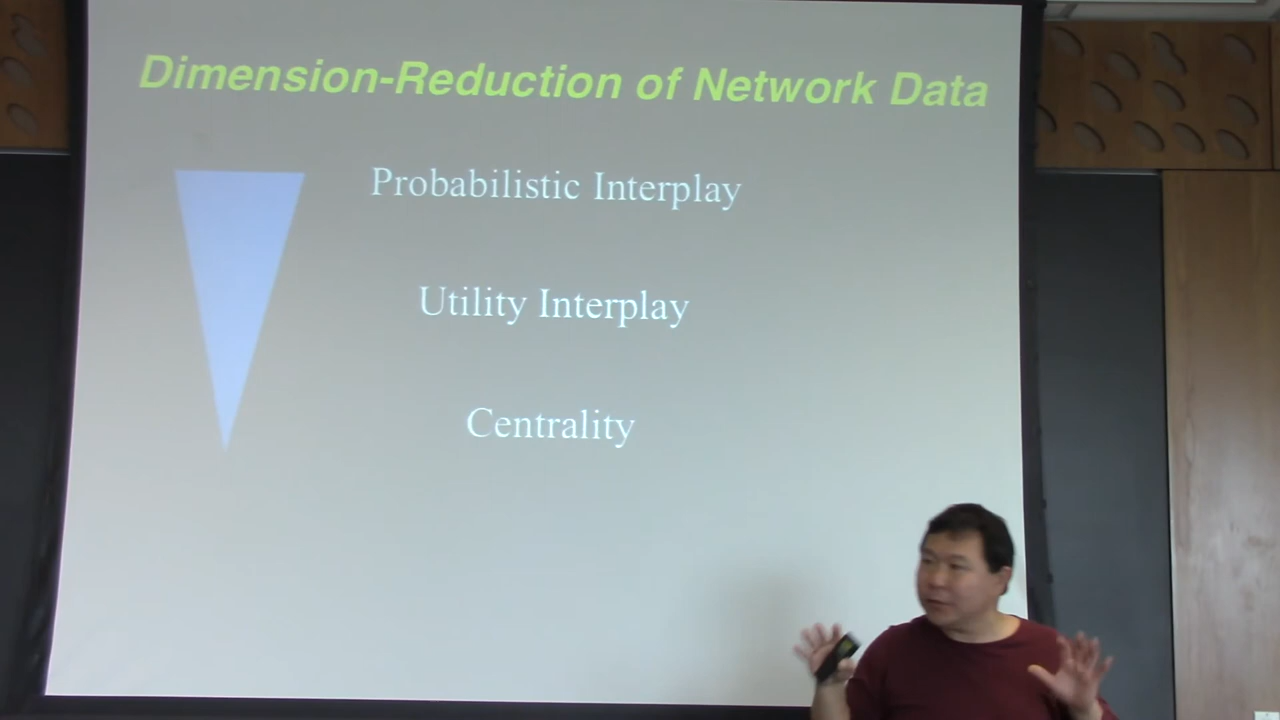 Dimension-Reduction of Network Data
Probabilistic Interplay
Utility Interplay
Centrality